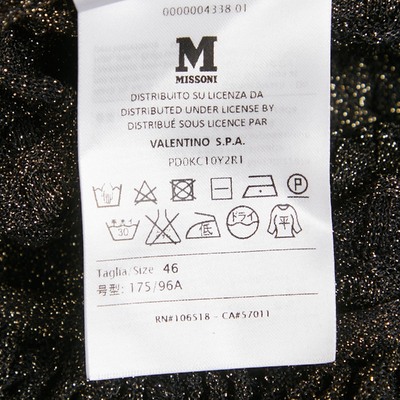 0000004338 01
M
MISSONI
DISTRIBUITO SU LICENZA DA
DISTRIBUTED UNDER LICENSE BY
DISTRIBUÉ SOUS LICENCE PAR
VALENTINO S.P.A.
PD0KC10Y2R1
P
30 低 ドライ 平
Taglia/Size 46
号型: 175/96A
RN#106518 - CA#57011